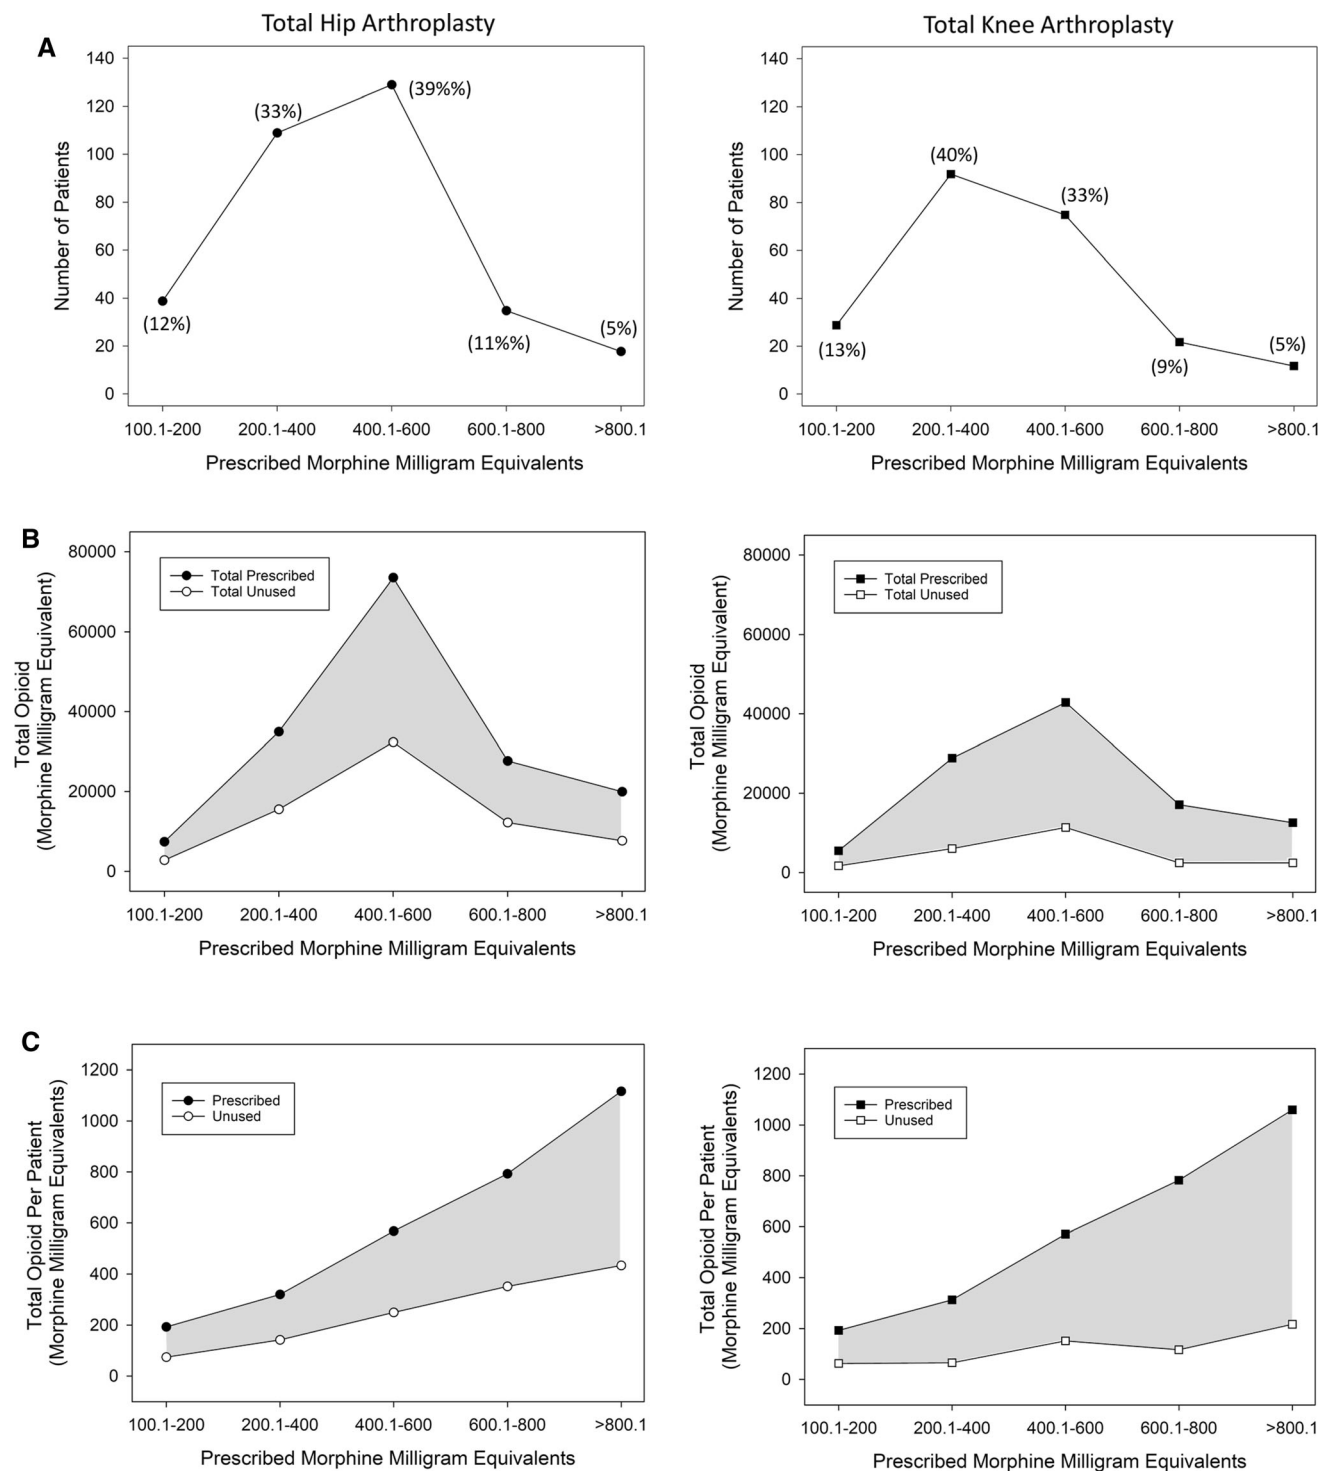 A
Total Hip Arthroplasty
140
120
100
80
60
40
20
0
Number of Patients
(12%)
(33%)
(39%%)
(11%%)
(5%)
100.1-200 200.1-400 400.1-600 600.1-800 >800.1
Prescribed Morphine Milligram Equivalents
Total Knee Arthroplasty
140
120
100
80
60
40
20
0
Number of Patients
(13%)
(40%)
(33%)
(9%)
(5%)
100.1-200 200.1-400 400.1-600 600.1-800 >800.1
Prescribed Morphine Milligram Equivalents
B
80000
60000
40000
20000
0
Total Opioid
(Morphine Milligram Equivalent)
Total Prescribed
Total Unused
100.1-200 200.1-400 400.1-600 600.1-800 >800.1
Prescribed Morphine Milligram Equivalents
80000
60000
40000
20000
0
Total Opioid
(Morphine Milligram Equivalent)
Total Prescribed
Total Unused
100.1-200 200.1-400 400.1-600 600.1-800 >800.1
Prescribed Morphine Milligram Equivalents
C
1200
1000
800
600
400
200
0
Total Opioid Per Patient
(Morphine Milligram Equivalents)
Prescribed
Unused
100.1-200 200.1-400 400.1-600 600.1-800 >800.1
Prescribed Morphine Milligram Equivalents
1200
1000
800
600
400
200
0
Total Opioid Per Patient
(Morphine Milligram Equivalents)
Prescribed
Unused
100.1-200 200.1-400 400.1-600 600.1-800 >800.1
Prescribed Morphine Milligram Equivalents